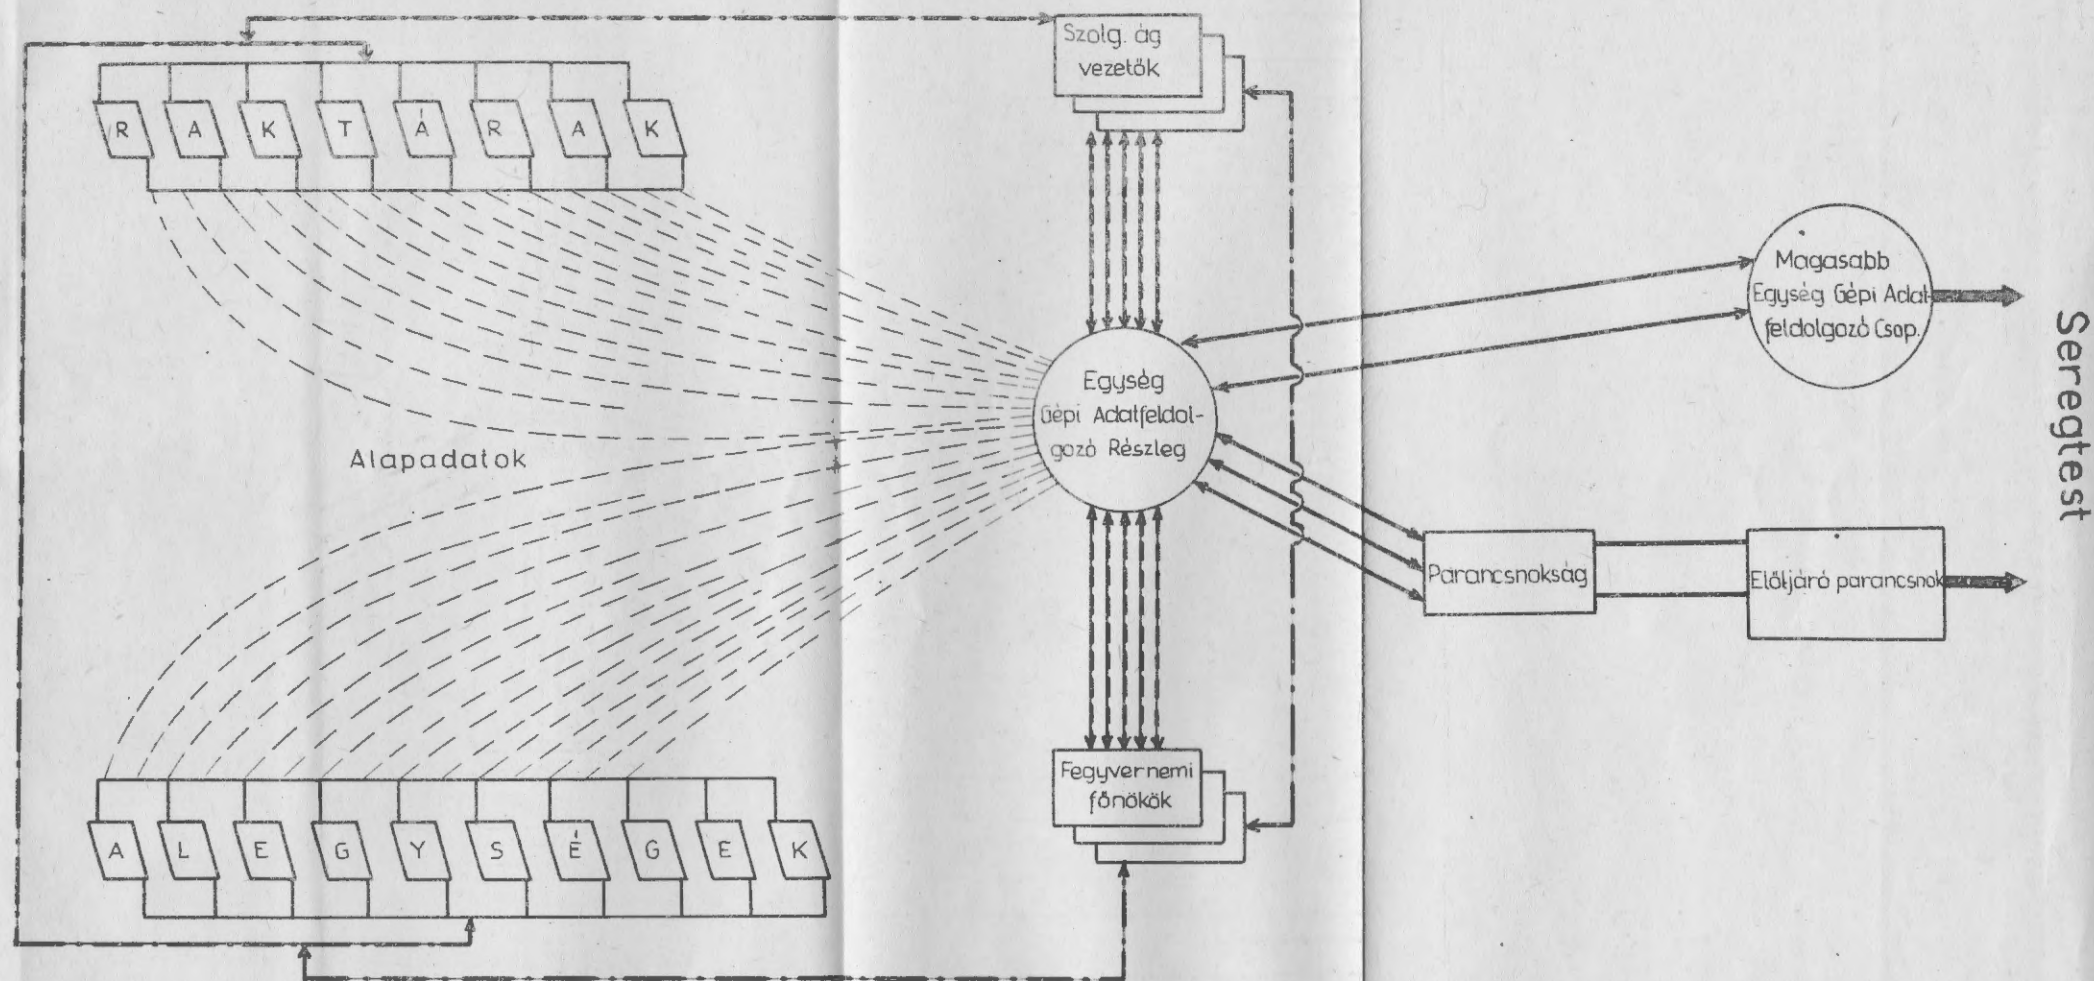 Szolg. ág
vezetők
R A K T Á R A K
Magasabb
Egység Gépi Adat-
feldolgozó Csop.
Seregtest
Egység
Gépi Adatfeldol-
gozó Részleg
Alapadatok
Parancsnokság
Előljáró parancsnok
Fegyvernemi
főnökök
A L E G Y S É G E K